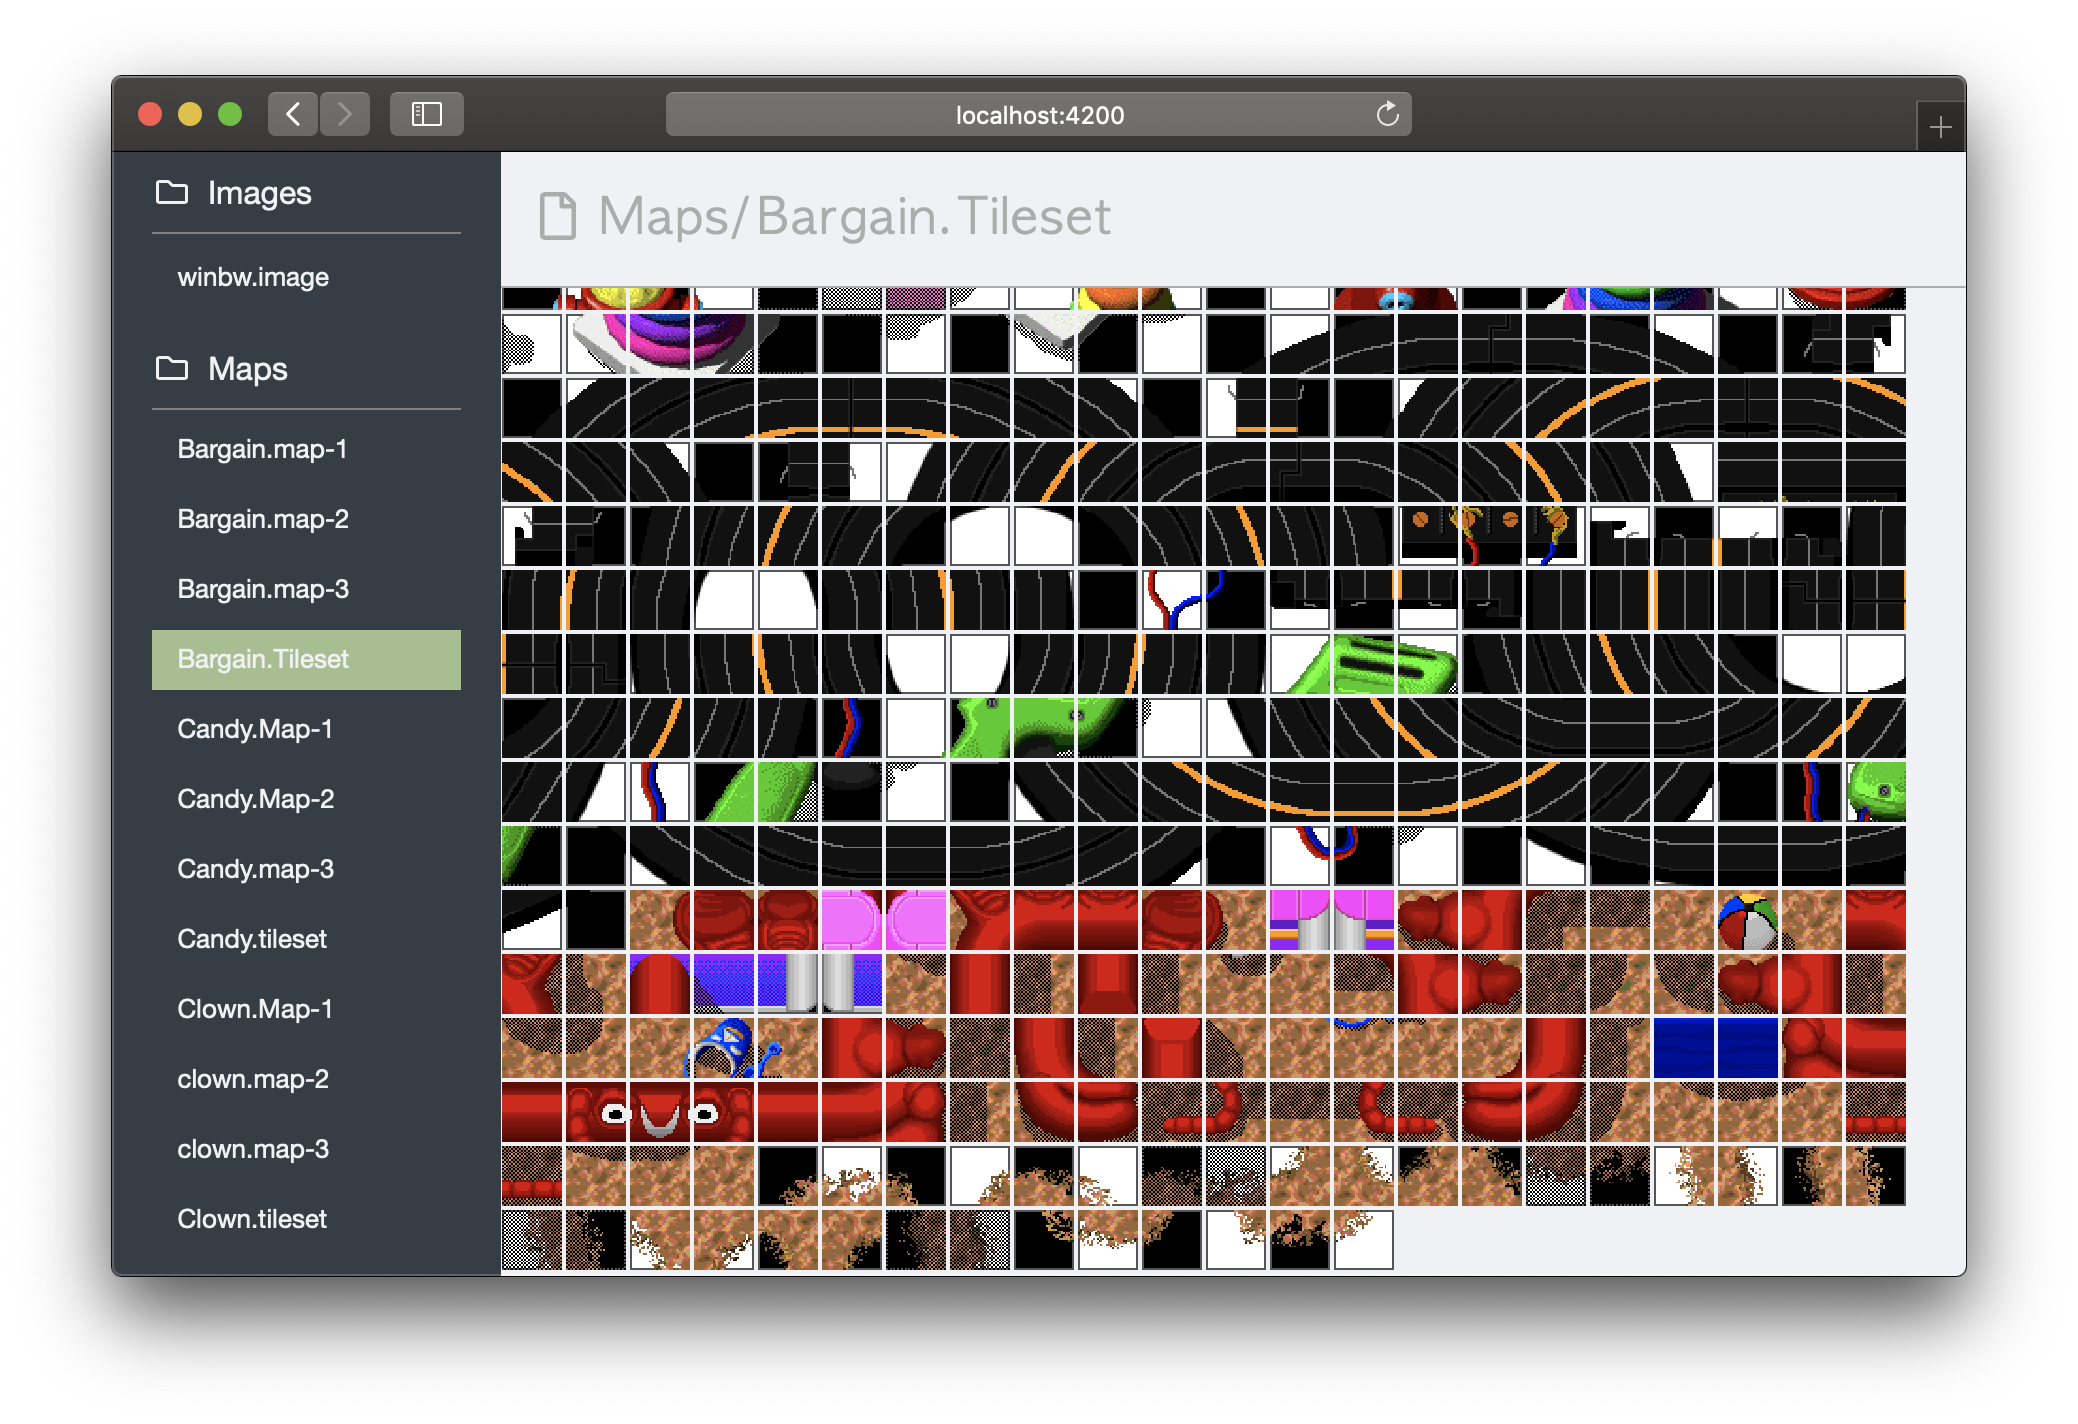 localhost:4200
Images
winbw.image
Maps
Bargain.map-1
Bargain.map-2
Bargain.map-3
Bargain.Tileset
Candy.Map-1
Candy.Map-2
Candy.map-3
Candy.tileset
Clown.Map-1
clown.map-2
clown.map-3
Clown.tileset
Maps/Bargain.Tileset